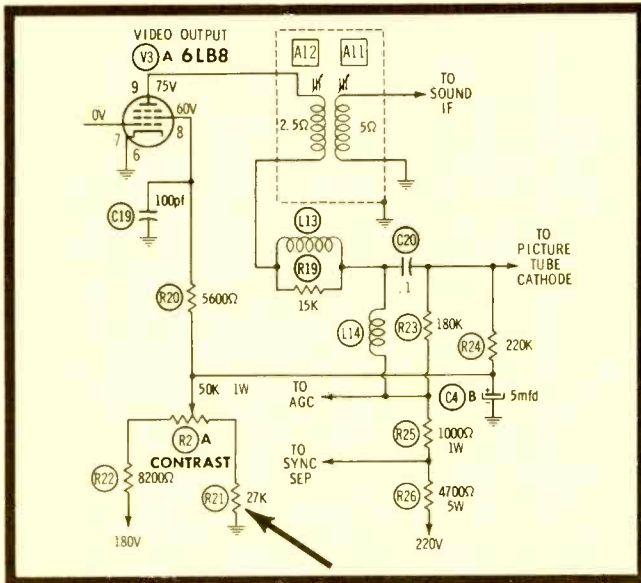 VIDEO OUTPUT
V3 A 6LB8
A12 A11
9 75V
TO
SOUND
IF
0V
60V
7
8
6
2.5Ω
5Ω
100pf
C19
L13
C20
TO
PICTURE
TUBE
CATHODE
R19
.1
15K
R20 5600Ω
L14
R23 180K
R24 220K
50K 1W
TO
AGC
C4 B 5mfd
R2 A
CONTRAST
R25 1000Ω
1W
TO
SYNC
SEP
R22 8200Ω
R21 27K
R26 4700Ω
5W
180V
220V